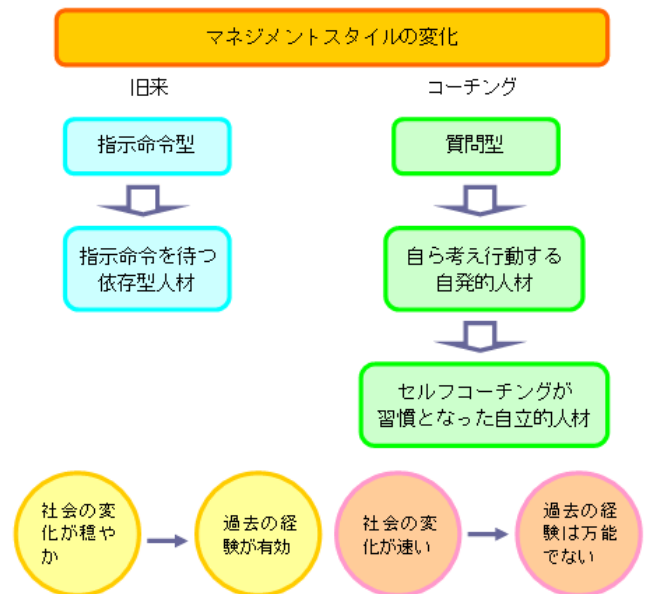 マネジメントスタイルの変化
旧来
コーチング
指示命令型
質問型
指示命令を待つ
依存型人材
自ら考え行動する
自発的人材
セルフコーチングが
習慣となった自立的人材
社会の変
化が穏や
か
過去の経
験が有効
社会の変
化が速い
過去の経
験は万能
でない